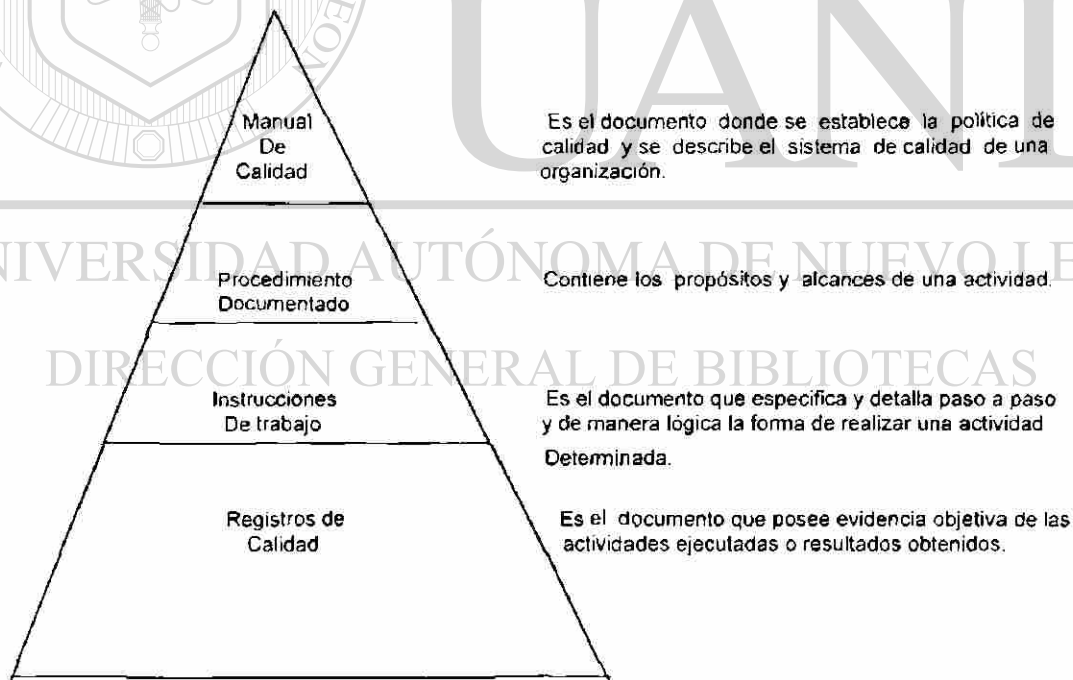 UANL
Manual
De
Calidad
Es el documento donde se establece la política de
calidad y se describe el sistema de calidad de una
organización.
UNIVERSIDAD AUTÓNOMA DE NUEVO LE
Procedimiento
Documentado
Contiene los propósitos y alcances de una actividad.
DIRECCIÓN GENERAL DE BIBLIOTECAS
Instrucciones
De trabajo
Es el documento que especifica y detalla paso a paso
y de manera lógica la forma de realizar una actividad
Determinada.
Registros de
Calidad
Es el documento que posee evidencia objetiva de las
actividades ejecutadas o resultados obtenidos.